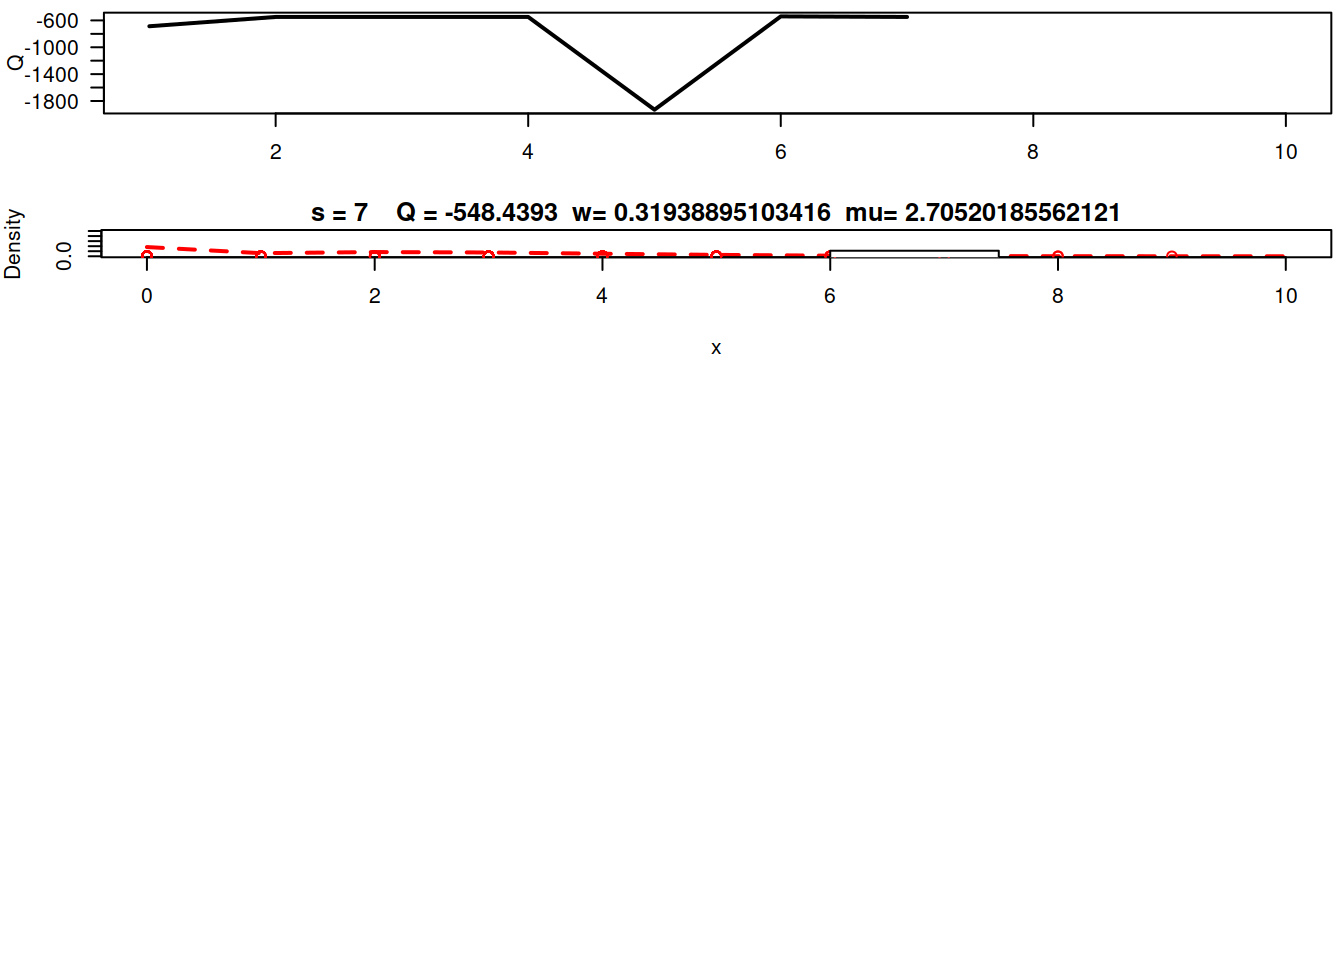 Q
-600
-1000
-1400
-1800
2 4 6 8 10
s = 7 Q = -548.4393 w= 0.31938895103416 mu= 2.70520185562121
Density
0.0
0 2 4 6 8 10
x